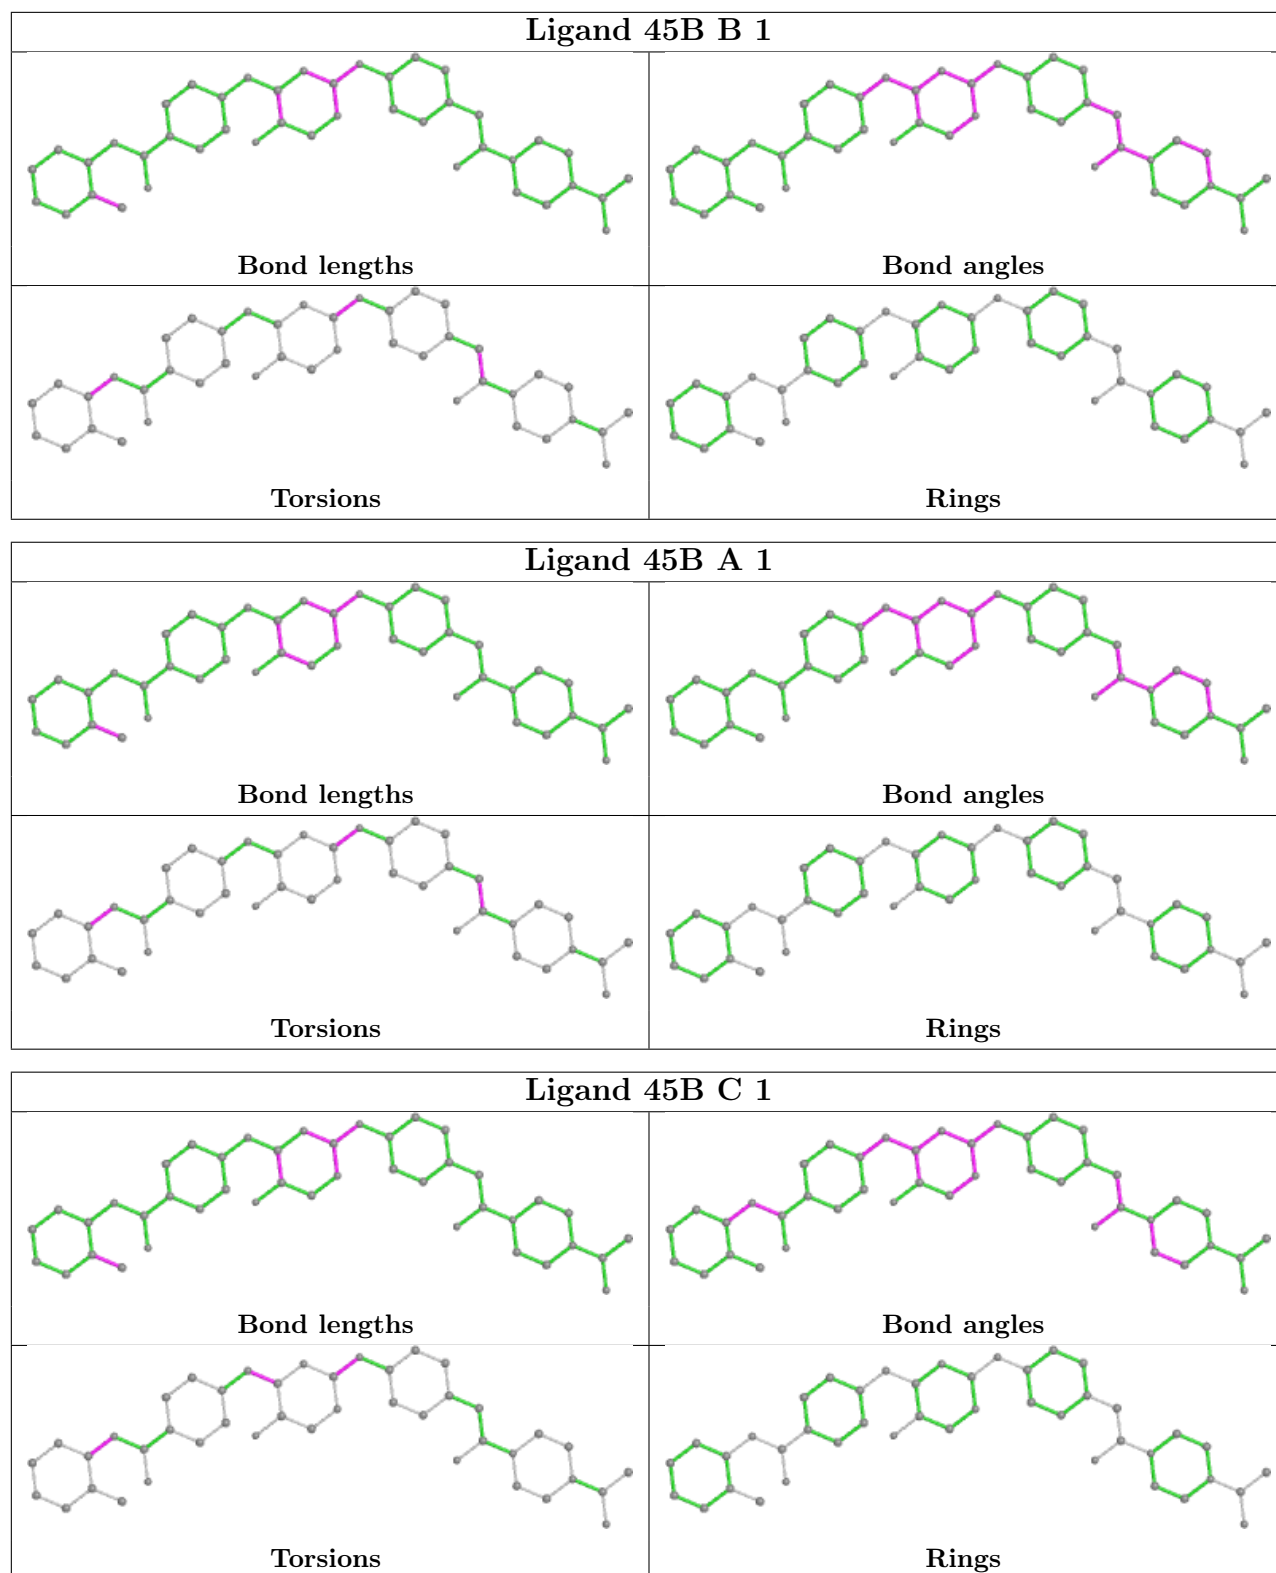 Ligand 45B B 1
Bond lengths
Bond angles
Torsions
Rings
Ligand 45B A 1
Bond lengths
Bond angles
Torsions
Rings
Ligand 45B C 1
Bond lengths
Bond angles
Torsions
Rings